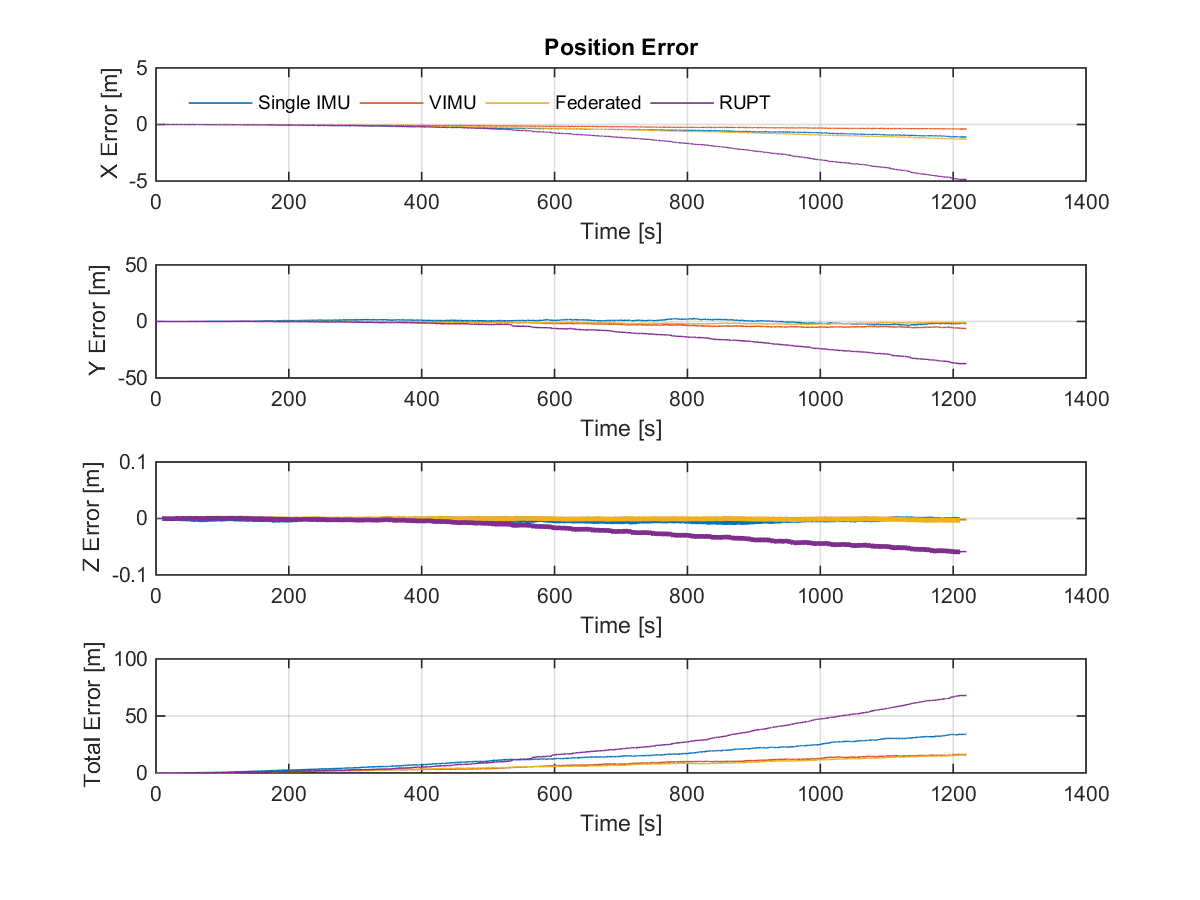 Position Error
5
0
-5
X Error [m]
Single IMU VIMU Federated RUPT
0 200 400 600 800 1000 1200 1400
Time [s]
50
0
-50
Y Error [m]
0 200 400 600 800 1000 1200 1400
Time [s]
0.1
0
-0.1
Z Error [m]
0 200 400 600 800 1000 1200 1400
Time [s]
100
50
0
Total Error [m]
0 200 400 600 800 1000 1200 1400
Time [s]